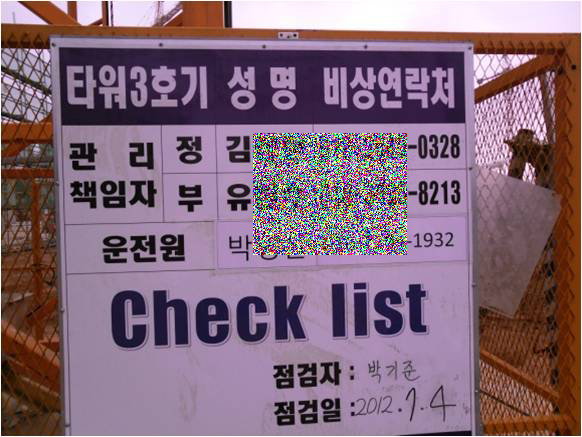 타워3호기 성명 비상연락처
관 리 정 김 -0328
책임자 부 유 -8213
운전원 박 -1932
Check list
점검자 : 박기준
점검일 : 2012. 7. 4